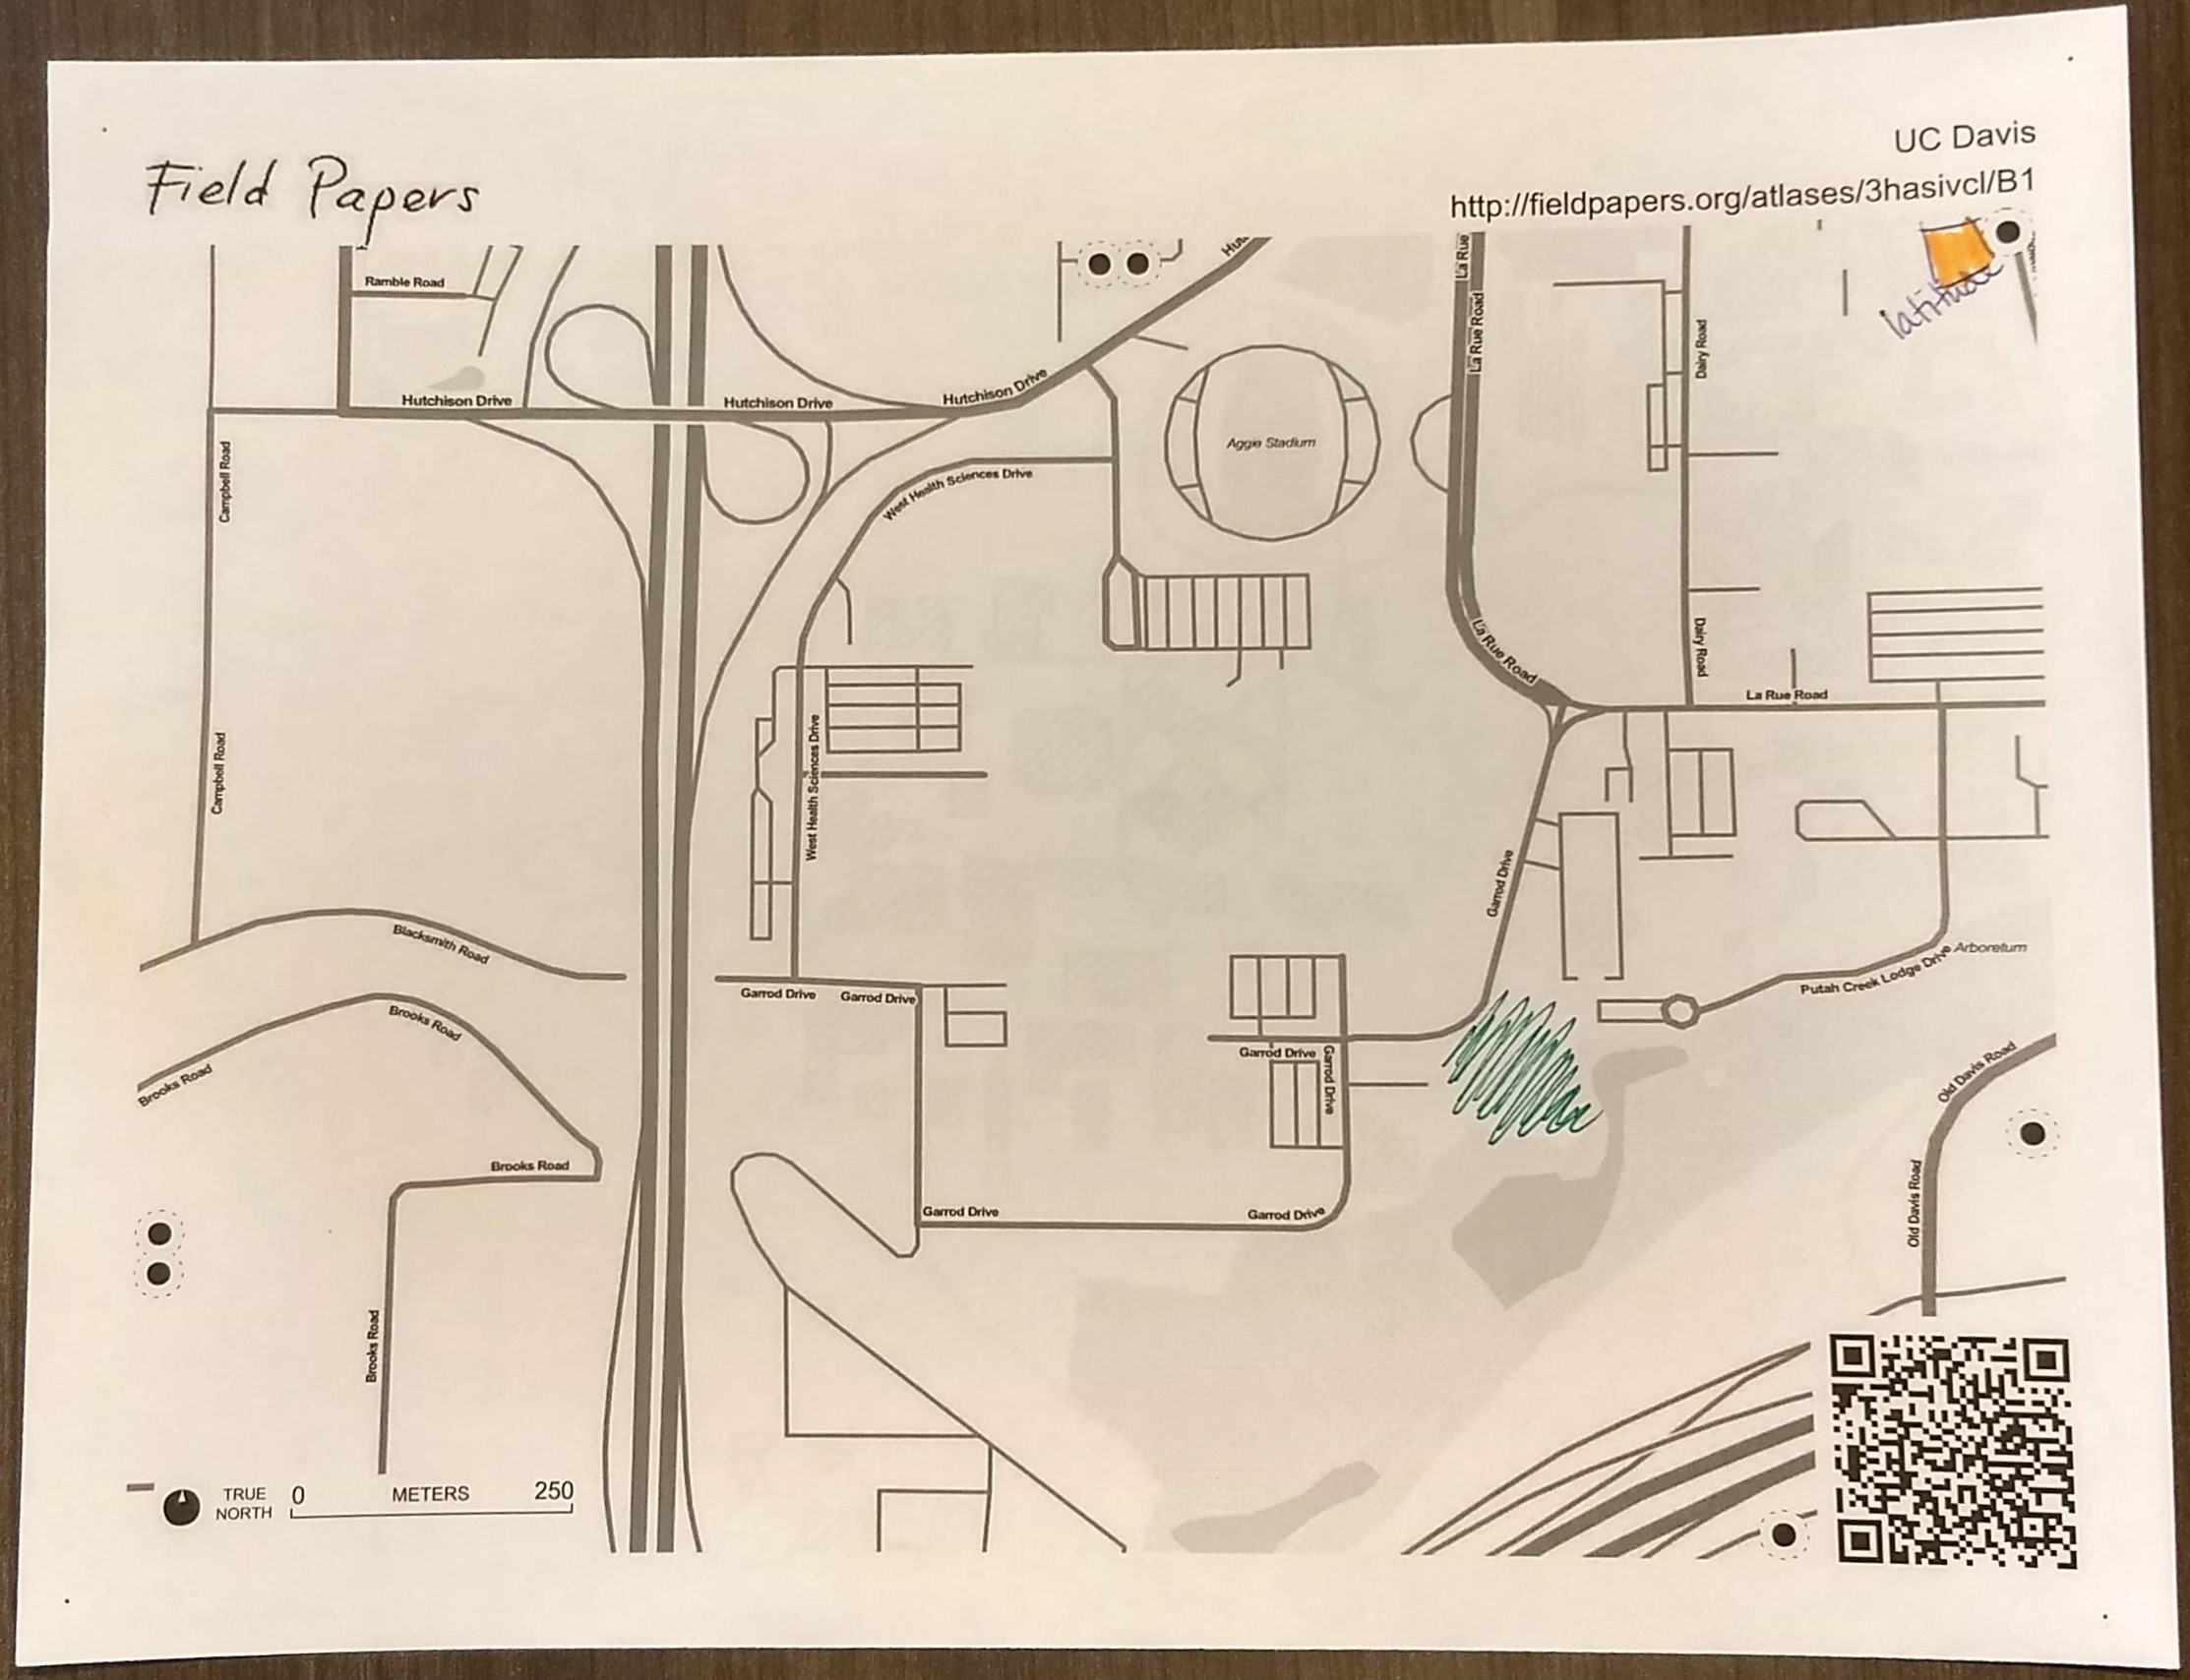 UC Davis
Field Papers
http://fieldpapers.org/atlases/3hasivcl/B1
latitude
Ramble Road
La Rue
La Rue Road
Dairy Road
Hutchison Drive
Hutchison Drive
Hutchison Drive
Aggie Stadium
Campbell Road
West Health Sciences Drive
La Rue Road
Dairy Road
La Rue Road
Campbell Road
West Health Sciences Drive
Garrod Drive
Blacksmith Road
Arboretum
Putah Creek Lodge Drive
Garrod Drive
Garrod Drive
Brooks Road
Garrod Drive
Garrod Drive
Brooks Road
Old Davis Road
Brooks Road
Old Davis Road
Garrod Drive
Garrod Drive
Brooks Road
TRUE NORTH
0 METERS 250